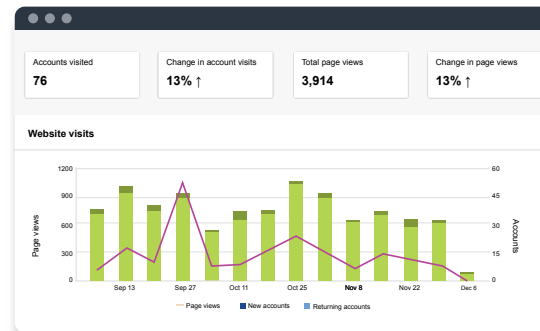 Accounts visited
76
Change in account visits
13% ↑
Total page views
3,914
Change in page views
13% ↑
Website visits
1200
900
600
300
0
Page views
60
45
30
15
0
Accounts
Sep 13
Sep 27
Oct 11
Oct 25
Nov 8
Nov 22
Dec 6
Page views
New accounts
Returning accounts